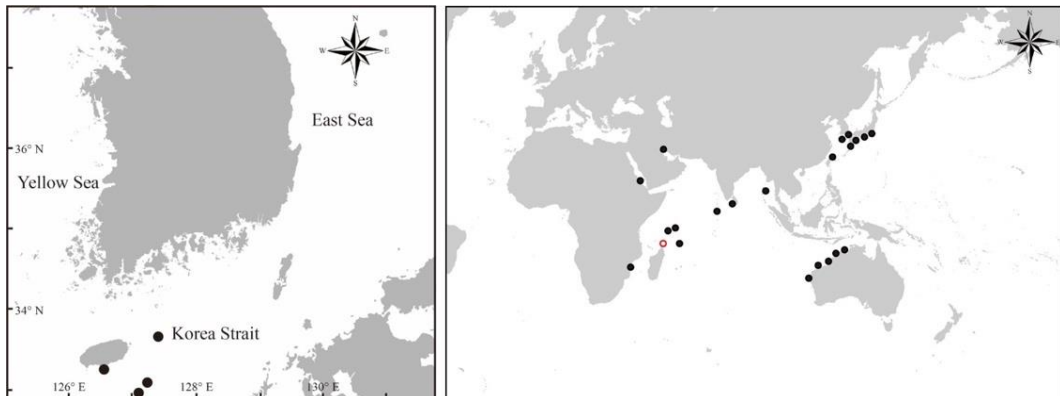 N
W E
S
East Sea
36° N
Yellow Sea
34° N
Korea Strait
126° E 128° E 130° E
N
W E
S